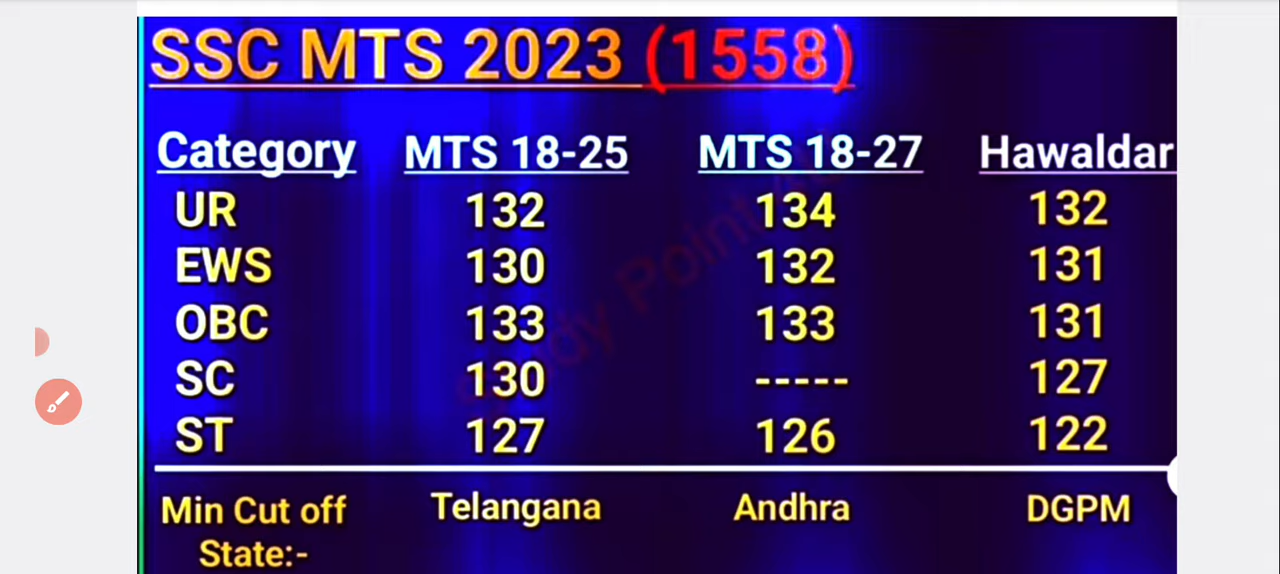 SSC MTS 2023 (1558)
Category MTS 18-25 MTS 18-27 Hawaldar
UR 132 134 132
EWS 130 132 131
OBC 133 133 131
SC 130 ----- 127
ST 127 126 122
Min Cut off Telangana Andhra DGPM
State:-